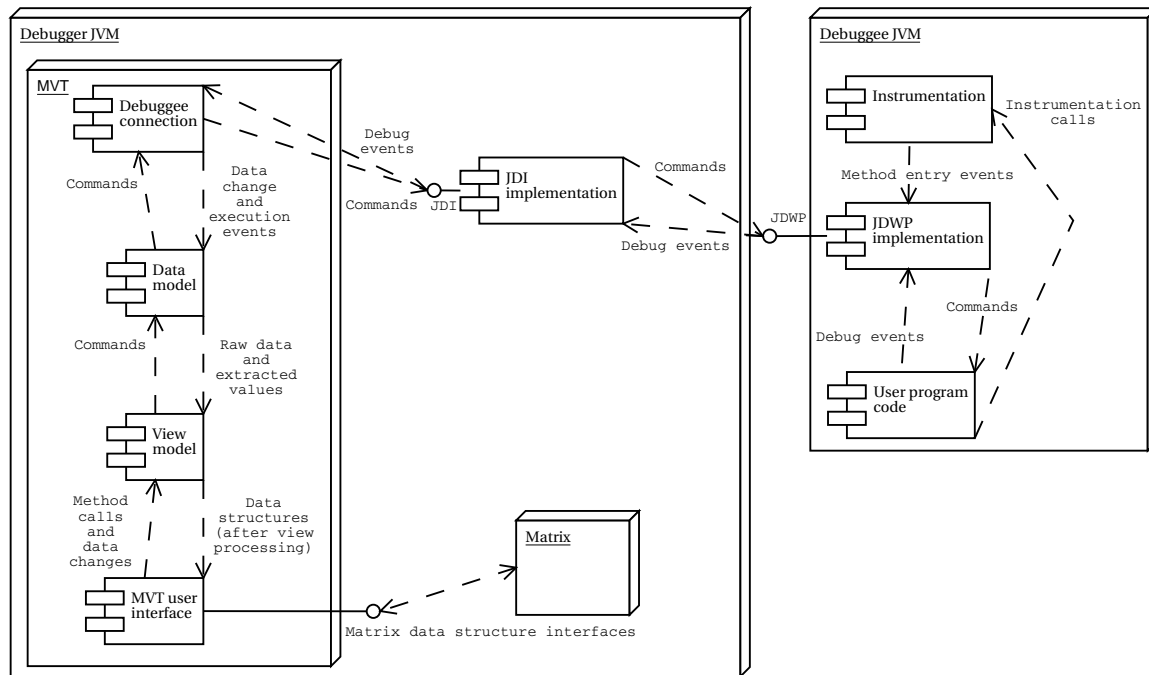 Debugger JVM
MVT
Debuggee
connection
Commands
Data
change
and
execution
events
Data
model
Commands
Raw data
and
extracted
values
View
model
Method
calls
and
data
changes
Data
structures
(after view
processing)
MVT user
interface
Debug
events
Commands
JDI
JDI
implementation
Commands
Debug events
JDWP
Matrix
Matrix data structure interfaces
Debuggee JVM
Instrumentation
Instrumentation
calls
Method entry events
JDWP
implementation
Debug events
Commands
User program
code